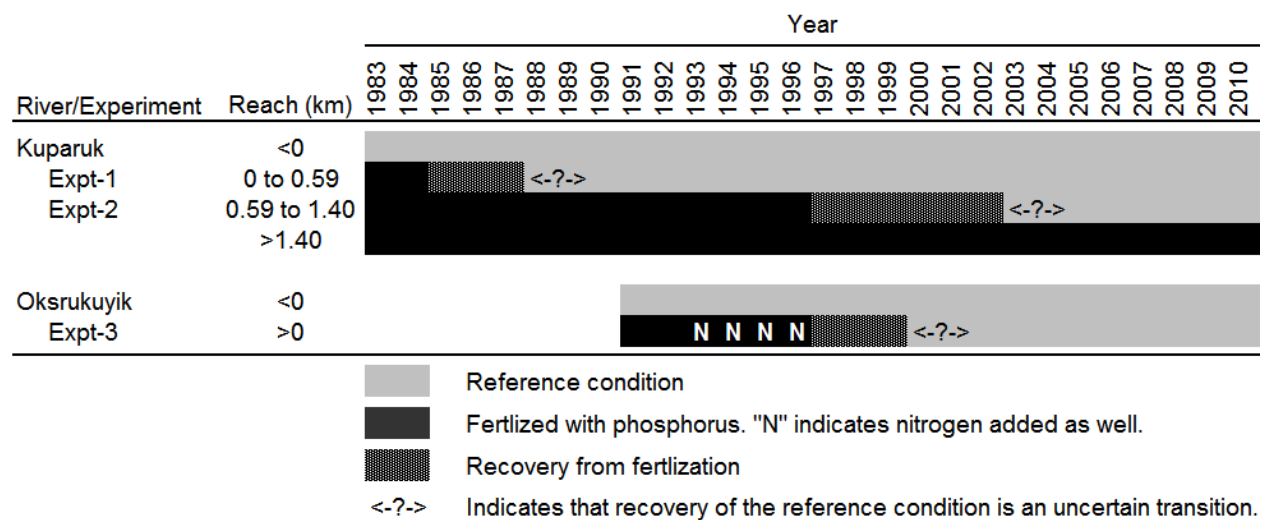 Year
River/Experiment Reach (km) 1983 1984 1985 1986 1987 1988 1989 1990 1991 1992 1993 1994 1995 1996 1997 1998 1999 2000 2001 2002 2003 2004 2005 2006 2007 2008 2009 2010
Kuparuk <0
Expt-1 0 to 0.59 <-?->
Expt-2 0.59 to 1.40 <-?->
>1.40
Oksrukuyik <0
Expt-3 >0 N N N N <-?->
Reference condition
Fertlized with phosphorus. "N" indicates nitrogen added as well.
Recovery from fertlization
<-?-> Indicates that recovery of the reference condition is an uncertain transition.